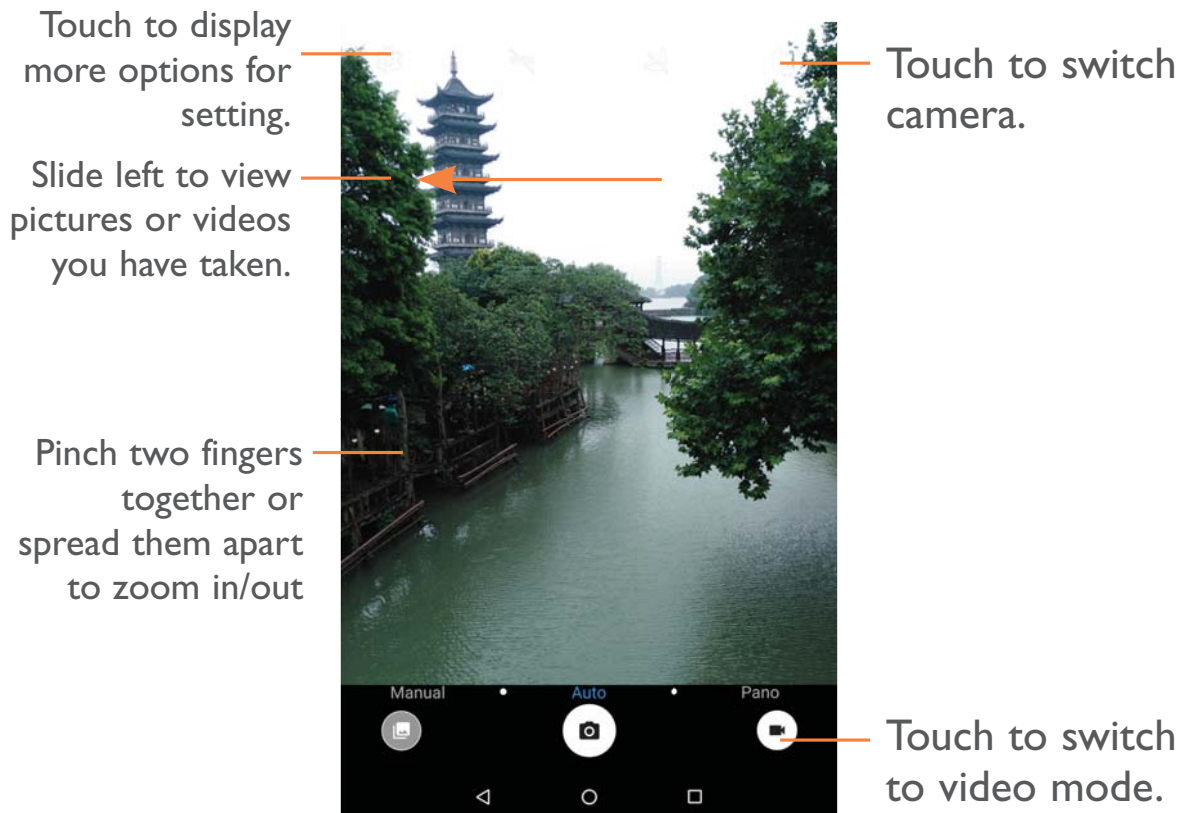 Touch to display
more options for
setting.
Slide left to view
pictures or videos
you have taken.
Pinch two fingers
together or
spread them apart
to zoom in/out
Touch to switch
camera.
Manual
Auto
Pano
Touch to switch
to video mode.